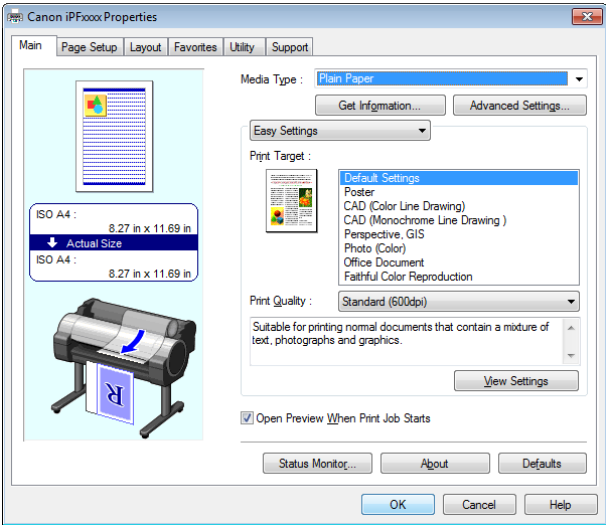 Canon iPFxxxx Properties
Main Page Setup Layout Favorites Utility Support
Media Type : Plain Paper
Get Information... Advanced Settings...
Easy Settings
Print Target :
Default Settings
Poster
CAD (Color Line Drawing)
CAD (Monochrome Line Drawing )
Perspective, GIS
Photo (Color)
Office Document
Faithful Color Reproduction
ISO A4 :
8.27 in x 11.69 in
Actual Size
ISO A4 :
8.27 in x 11.69 in
R
Print Quality : Standard (600dpi)
Suitable for printing normal documents that contain a mixture of
text, photographs and graphics.
View Settings
Open Preview When Print Job Starts
Status Monitor... About Defaults
OK Cancel Help